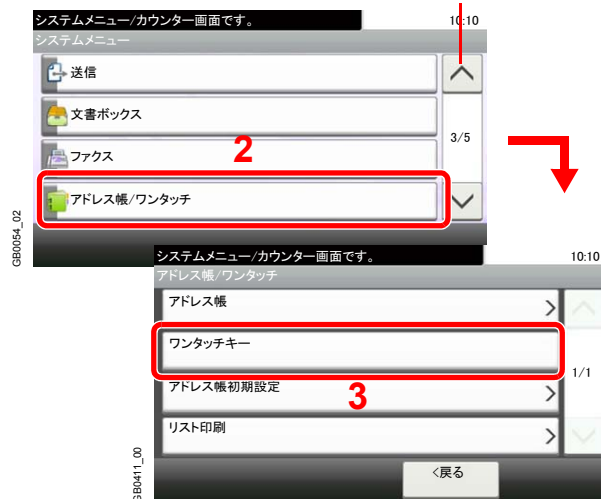 システムメニュー/カウンター画面です。
10:10
システムメニュー
送信
文書ボックス
3/5
ファクス
2
アドレス帳/ワンタッチ
GB0054_02
システムメニュー/カウンター画面です。
10:10
アドレス帳/ワンタッチ
アドレス帳
ワンタッチキー
1/1
アドレス帳初期設定
3
リスト印刷
<戻る
GB0411_00